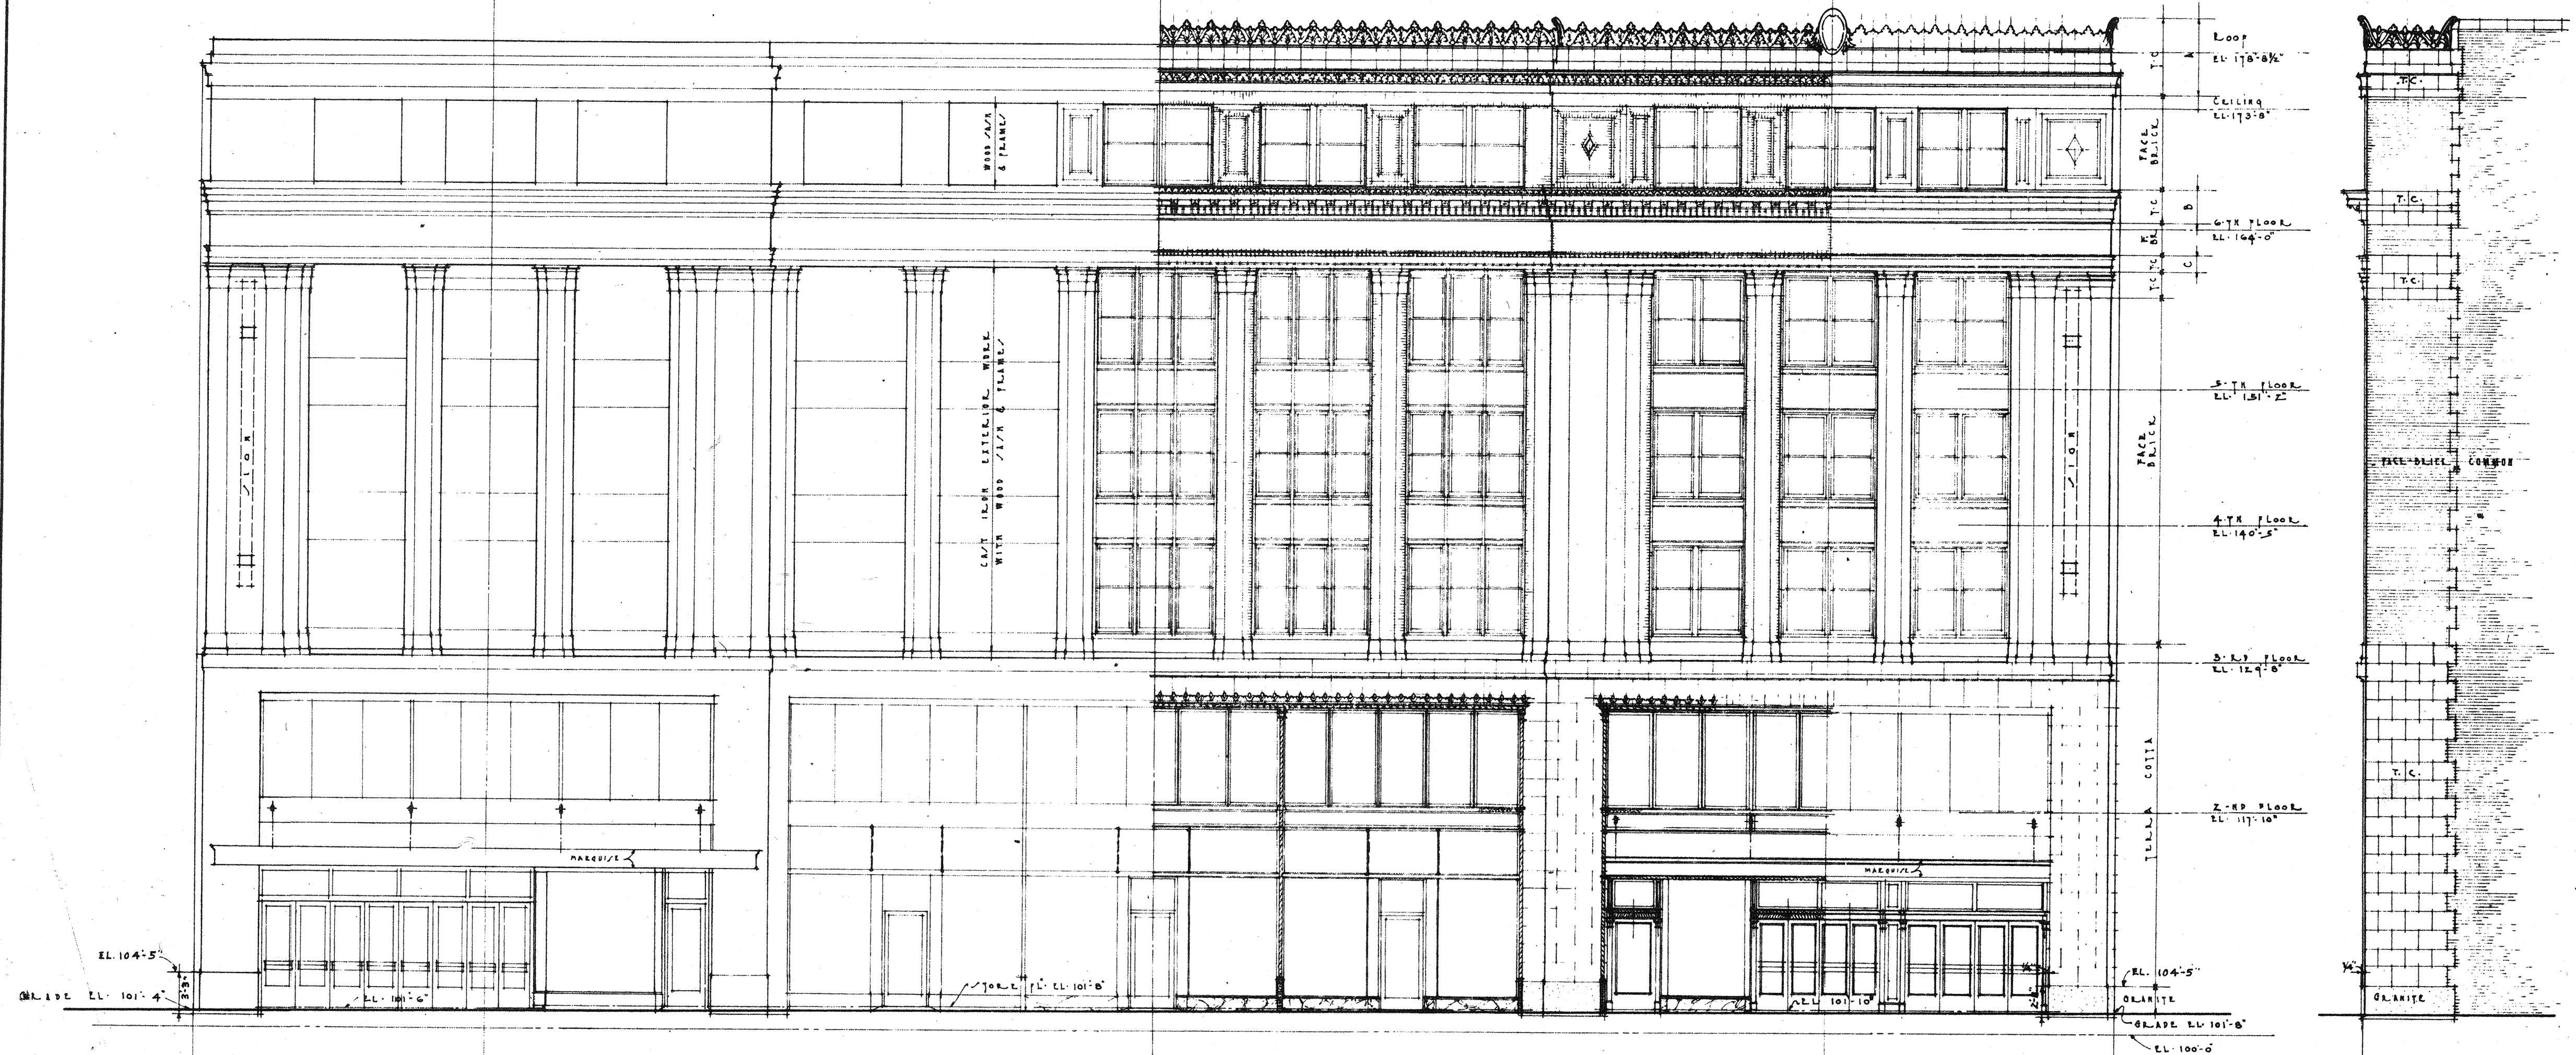 ROOF
EL. 178'-8½"
T.C.
A
T.C.
CEILING
EL. 173'-8"
WOOD SASH
& FRAMES
FACE
BRICK
T.C.
B
T.C.
6-TH FLOOR
EL. 164'-0"
F.
BR.
T.C.
C
T.C.
T.C.
SIGN
CAST IRON EXTERIOR WORK
WITH WOOD SASH & FRAMES
SIGN
5-TH FLOOR
EL. 151'-2"
FACE
BRICK
FACE-BRICK
COMMON
4-TH FLOOR
EL. 140'-5"
3-RD FLOOR
EL. 129'-8"
TERRA COTTA
T.C.
2-ND FLOOR
EL. 117'-10"
MARQUISE
MARQUISE
EL. 104'-5"
3'-3"
GRADE EL. 101'-4"
EL. 101'-6"
STORE FL. EL. 101'-8"
EL. 101'-10"
EL. 104'-5"
GRANITE
GRANITE
GRADE EL. 101'-8"
EL. 100'-0"